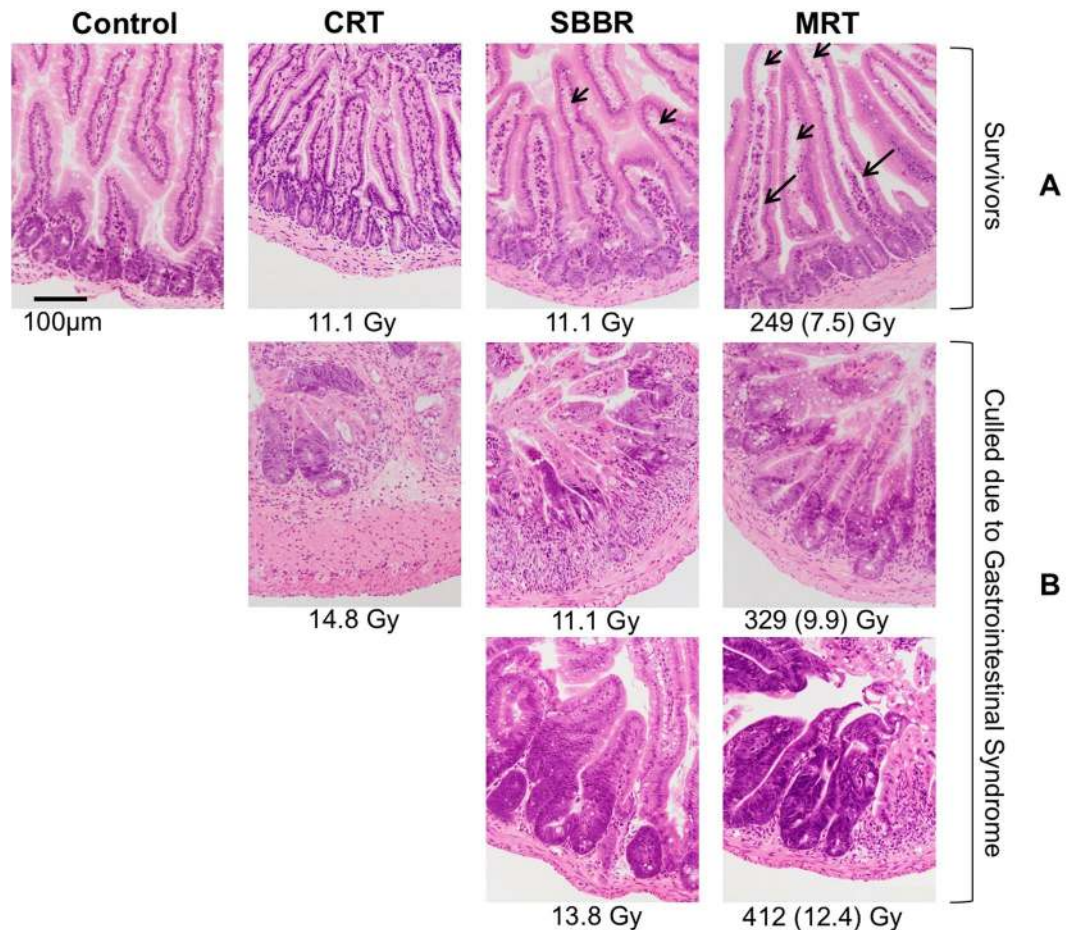 Control CRT SBBR MRT
Survivors
A
100µm
11.1 Gy 11.1 Gy 249 (7.5) Gy
Culled due to Gastrointestinal Syndrome
B
14.8 Gy 11.1 Gy 329 (9.9) Gy
13.8 Gy 412 (12.4) Gy